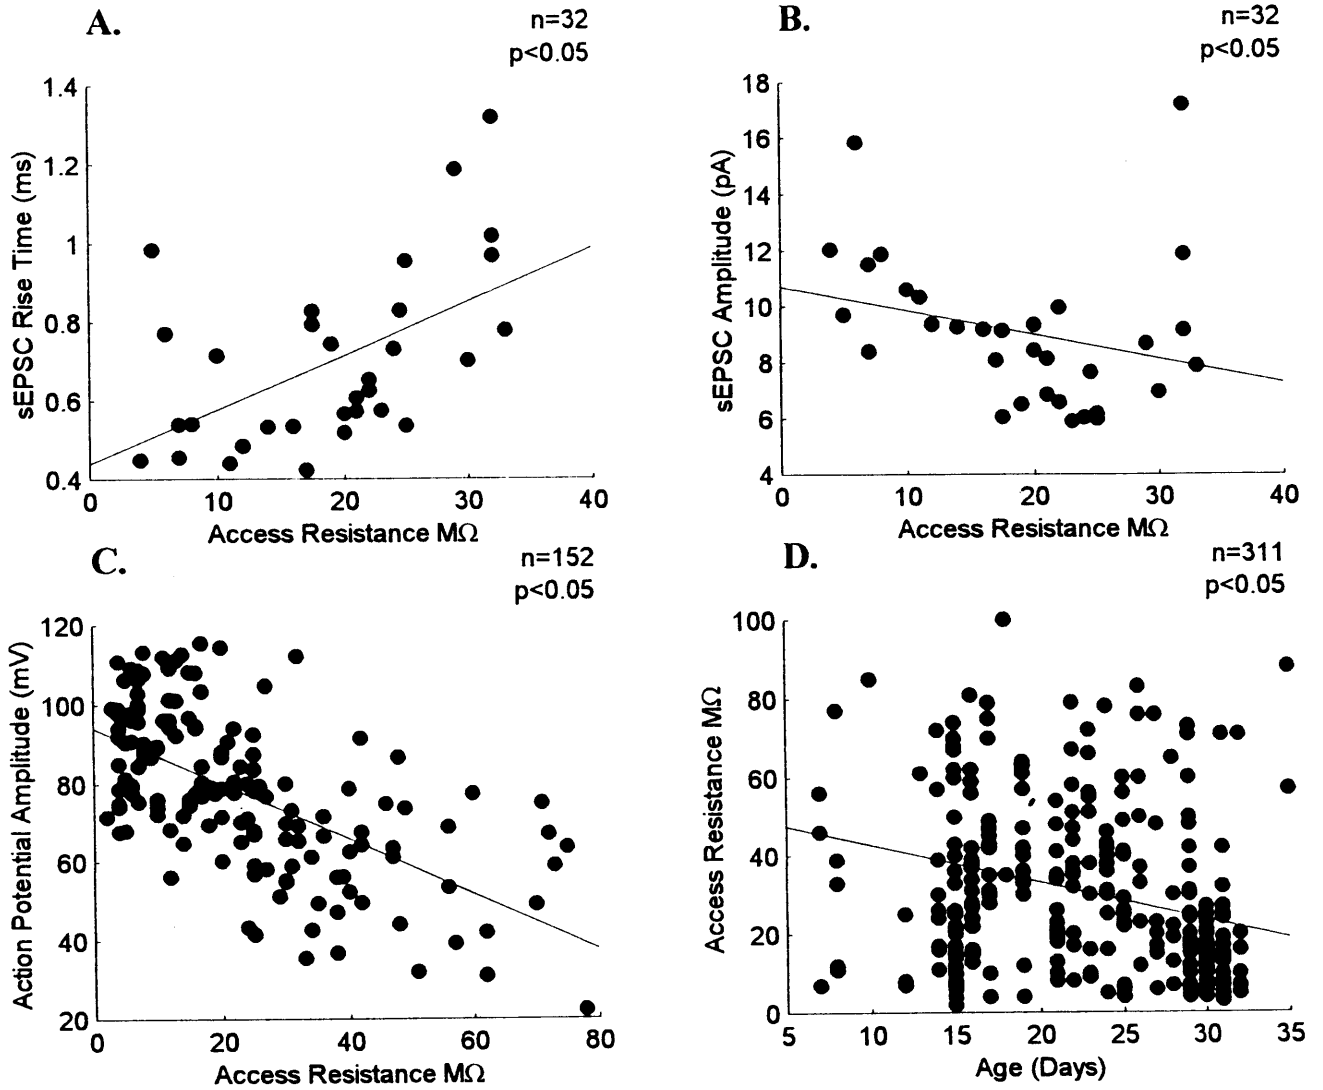 A.
n=32
p<0.05
1.4
1.2
1
0.8
0.6
0.4
sEPSC Rise Time (ms)
0 10 20 30 40
Access Resistance MΩ
B.
n=32
p<0.05
18
16
14
12
10
8
6
4
sEPSC Amplitude (pA)
0 10 20 30 40
Access Resistance MΩ
C.
n=152
p<0.05
120
100
80
60
40
20
Action Potential Amplitude (mV)
0 20 40 60 80
Access Resistance MΩ
D.
n=311
p<0.05
100
80
60
40
20
0
Access Resistance MΩ
5 10 15 20 25 30 35
Age (Days)